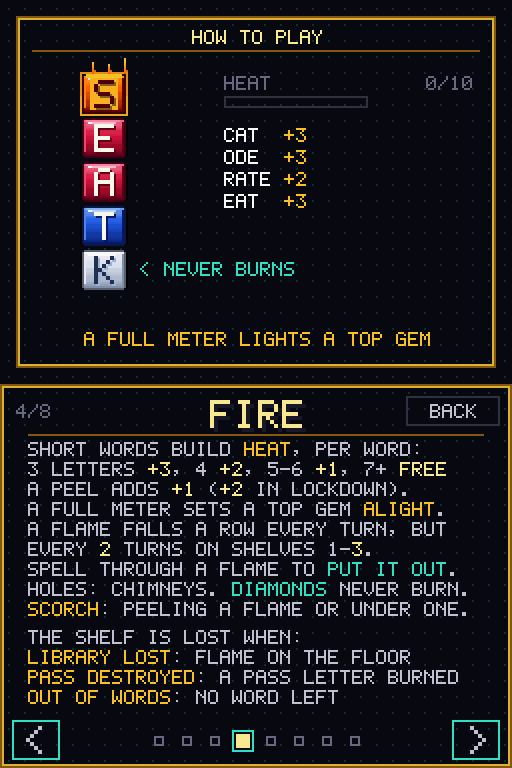 HOW TO PLAY
S
E
A
T
K
HEAT 0/10
CAT +3
ODE +3
RATE +2
EAT +3
< NEVER BURNS
A FULL METER LIGHTS A TOP GEM
4/8
FIRE
BACK
SHORT WORDS BUILD HEAT, PER WORD:
3 LETTERS +3, 4 +2, 5-6 +1, 7+ FREE
A PEEL ADDS +1 (+2 IN LOCKDOWN).
A FULL METER SETS A TOP GEM ALIGHT.
A FLAME FALLS A ROW EVERY TURN, BUT
EVERY 2 TURNS ON SHELVES 1-3.
SPELL THROUGH A FLAME TO PUT IT OUT.
HOLES: CHIMNEYS. DIAMONDS NEVER BURN.
SCORCH: PEELING A FLAME OR UNDER ONE.
THE SHELF IS LOST WHEN:
LIBRARY LOST: FLAME ON THE FLOOR
PASS DESTROYED: A PASS LETTER BURNED
OUT OF WORDS: NO WORD LEFT
< >